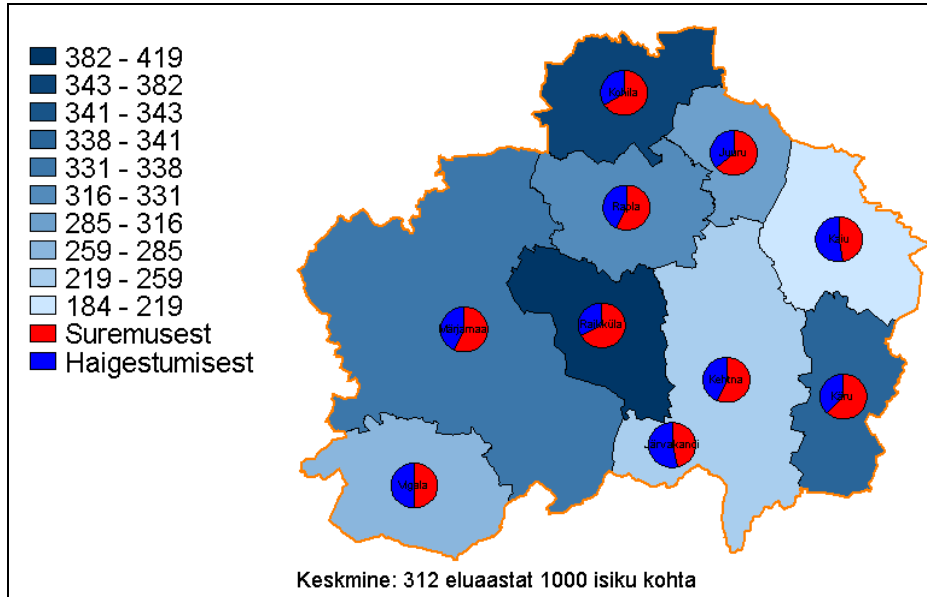 382 - 419
343 - 382
341 - 343
338 - 341
331 - 338
316 - 331
285 - 316
259 - 285
219 - 259
184 - 219
Suremusest
Haigestumisest
Kohila
Juuru
Rapla
Kaiu
Märjamaa
Raikküla
Kehtna
Käru
Järvakandi
Vigala
Keskmine: 312 eluaastat 1000 isiku kohta